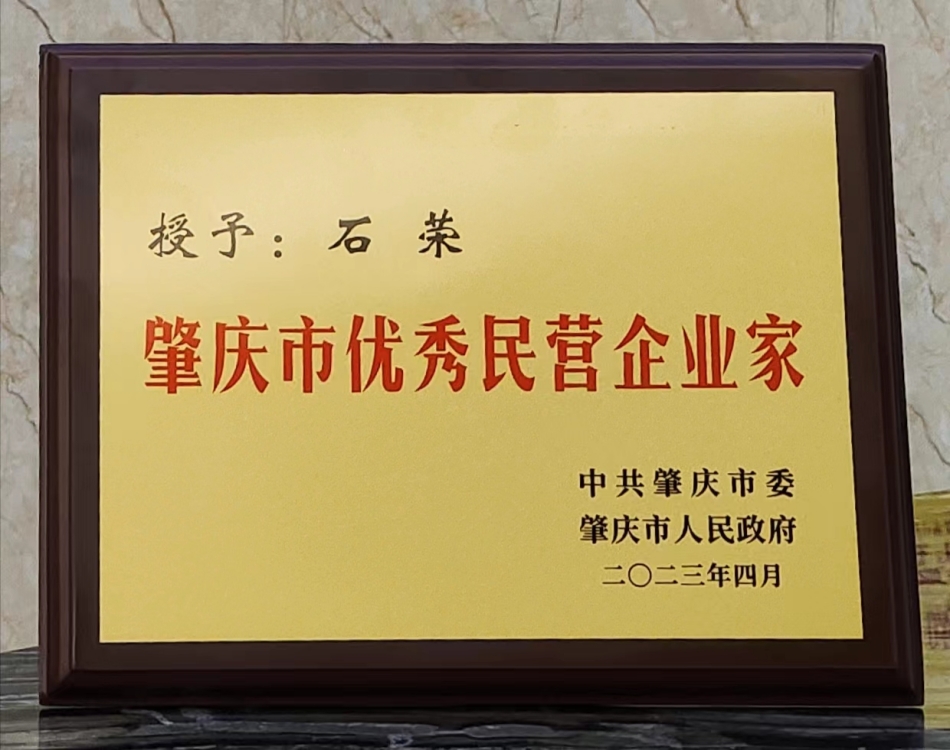 授予：石 荣
肇庆市优秀民营企业家
中共肇庆市委
肇庆市人民政府
二〇二三年四月